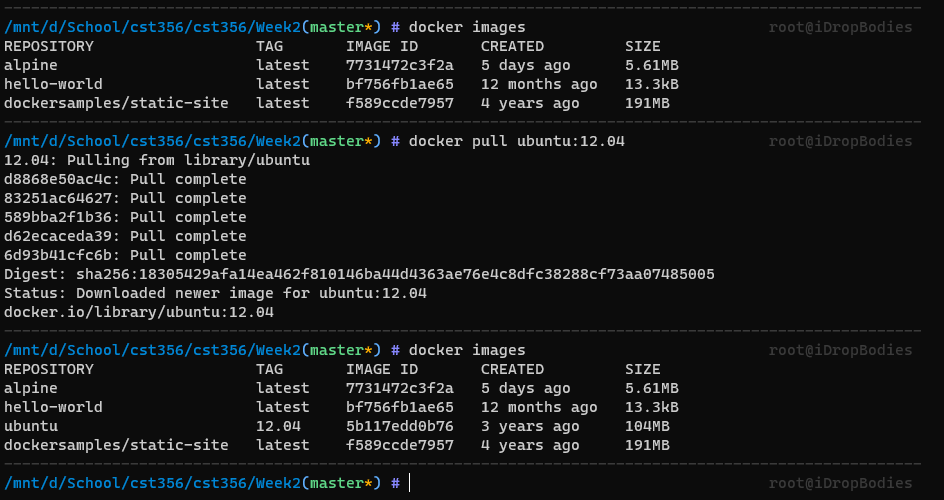 /mnt/d/School/cst356/cst356/Week2(master*) # docker images root@iDropBodies
REPOSITORY TAG IMAGE ID CREATED SIZE
alpine latest 7731472c3f2a 5 days ago 5.61MB
hello-world latest bf756fb1ae65 12 months ago 13.3kB
dockersamples/static-site latest f589ccde7957 4 years ago 191MB
/mnt/d/School/cst356/cst356/Week2(master*) # docker pull ubuntu:12.04 root@iDropBodies
12.04: Pulling from library/ubuntu
d8868e50ac4c: Pull complete
83251ac64627: Pull complete
589bba2f1b36: Pull complete
d62ecaceda39: Pull complete
6d93b41cfc6b: Pull complete
Digest: sha256:18305429afa14ea462f810146ba44d4363ae76e4c8dfc38288cf73aa07485005
Status: Downloaded newer image for ubuntu:12.04
docker.io/library/ubuntu:12.04
/mnt/d/School/cst356/cst356/Week2(master*) # docker images root@iDropBodies
REPOSITORY TAG IMAGE ID CREATED SIZE
alpine latest 7731472c3f2a 5 days ago 5.61MB
hello-world latest bf756fb1ae65 12 months ago 13.3kB
ubuntu 12.04 5b117edd0b76 3 years ago 104MB
dockersamples/static-site latest f589ccde7957 4 years ago 191MB
/mnt/d/School/cst356/cst356/Week2(master*) # root@iDropBodies